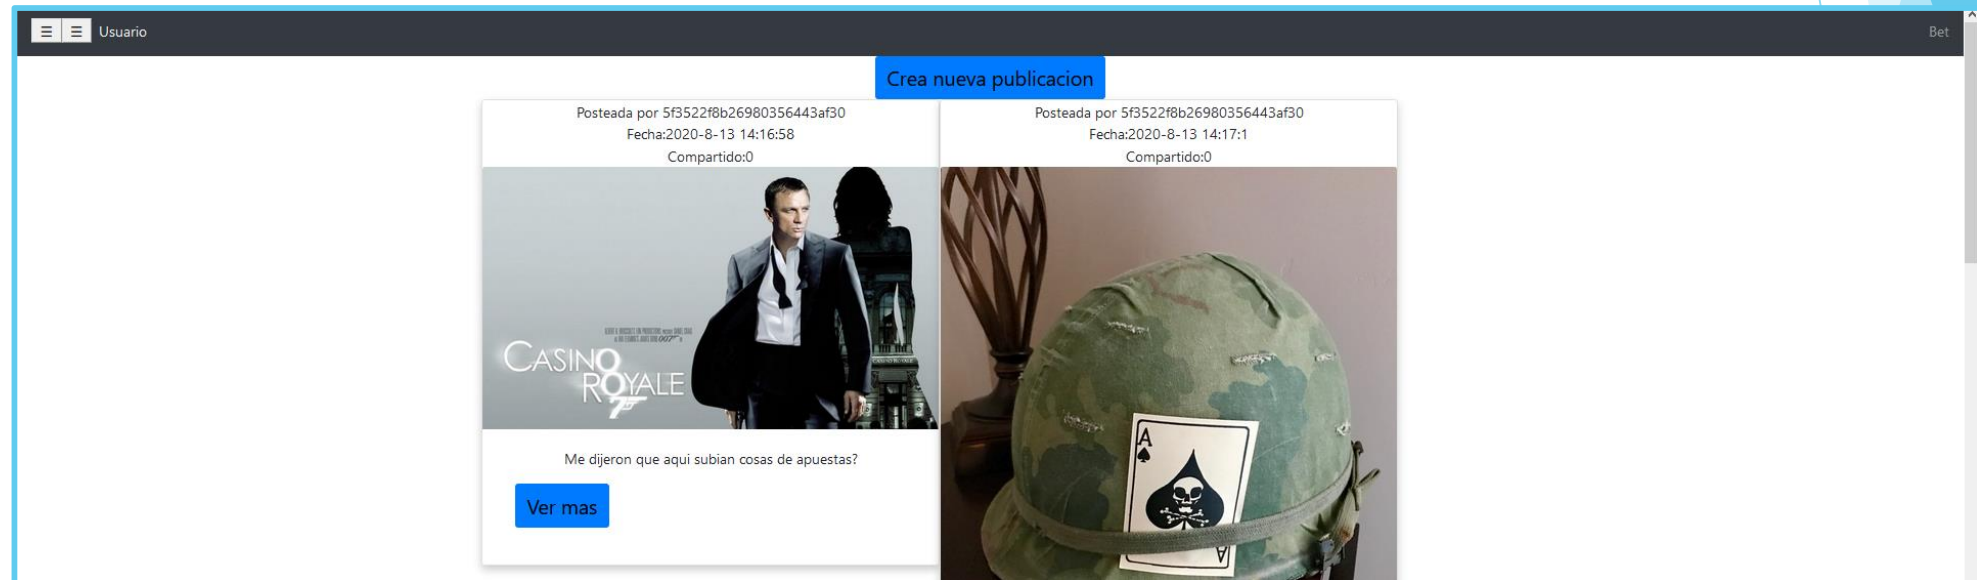 ☰ ☰ Usuario
Bet
Crea nueva publicacion
Posteada por 5f3522f8b26980356443af30
Fecha:2020-8-13 14:16:58
Compartido:0
CASINO
ROYALE
007
Me dijeron que aqui subian cosas de apuestas?
Ver mas
Posteada por 5f3522f8b26980356443af30
Fecha:2020-8-13 14:17:1
Compartido:0
A
A